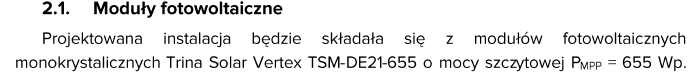 2.1. Moduły fotowoltaiczne
Projektowana instalacja będzie składała się z modułów fotowoltaicznych
monokrystalicznych Trina Solar Vertex TSM-DE21-655 o mocy szczytowej PMPP = 655 Wp.